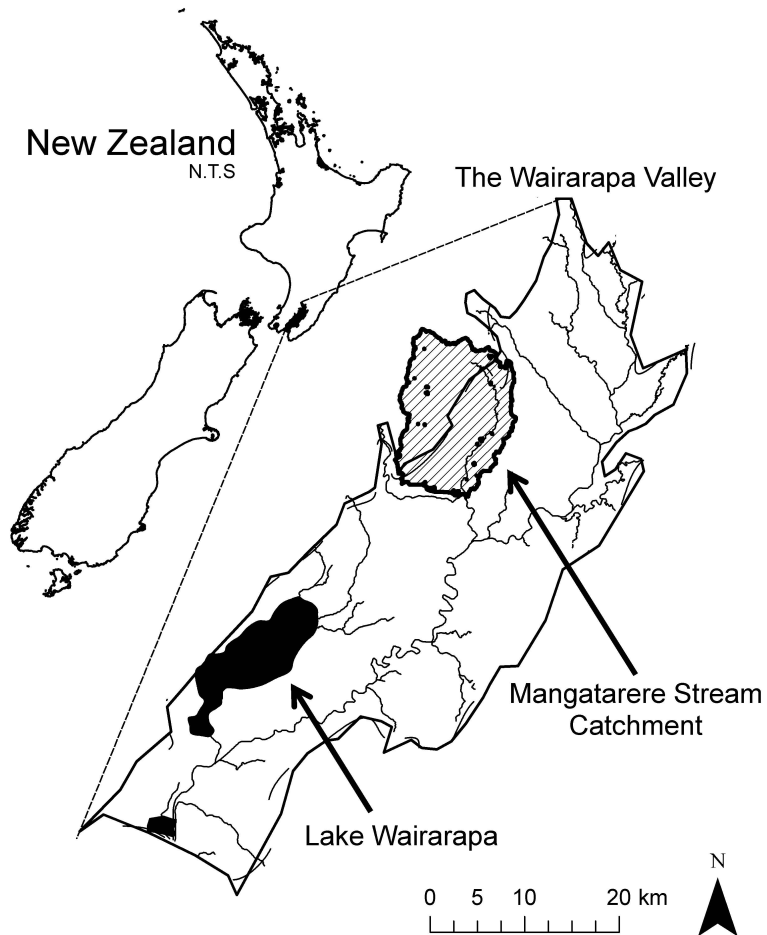 New Zealand
N.T.S
The Wairarapa Valley
Mangatarere Stream
Catchment
Lake Wairarapa
N
0 5 10 20 km